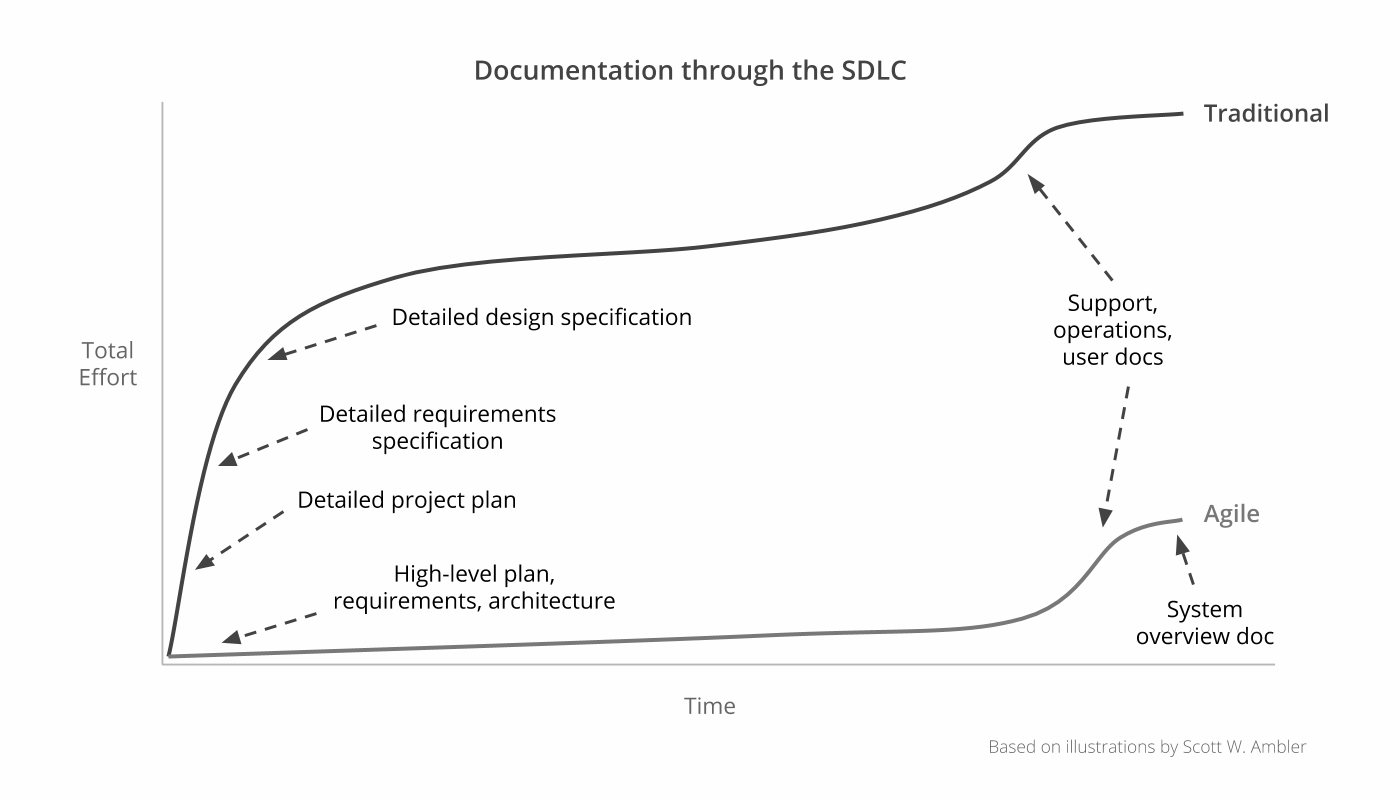 Documentation through the SDLC
Traditional
Support,
operations,
user docs
Detailed design specification
Total
Effort
Detailed requirements
specification
Detailed project plan
Agile
High-level plan,
requirements, architecture
System
overview doc
Time
Based on illustrations by Scott W. Ambler